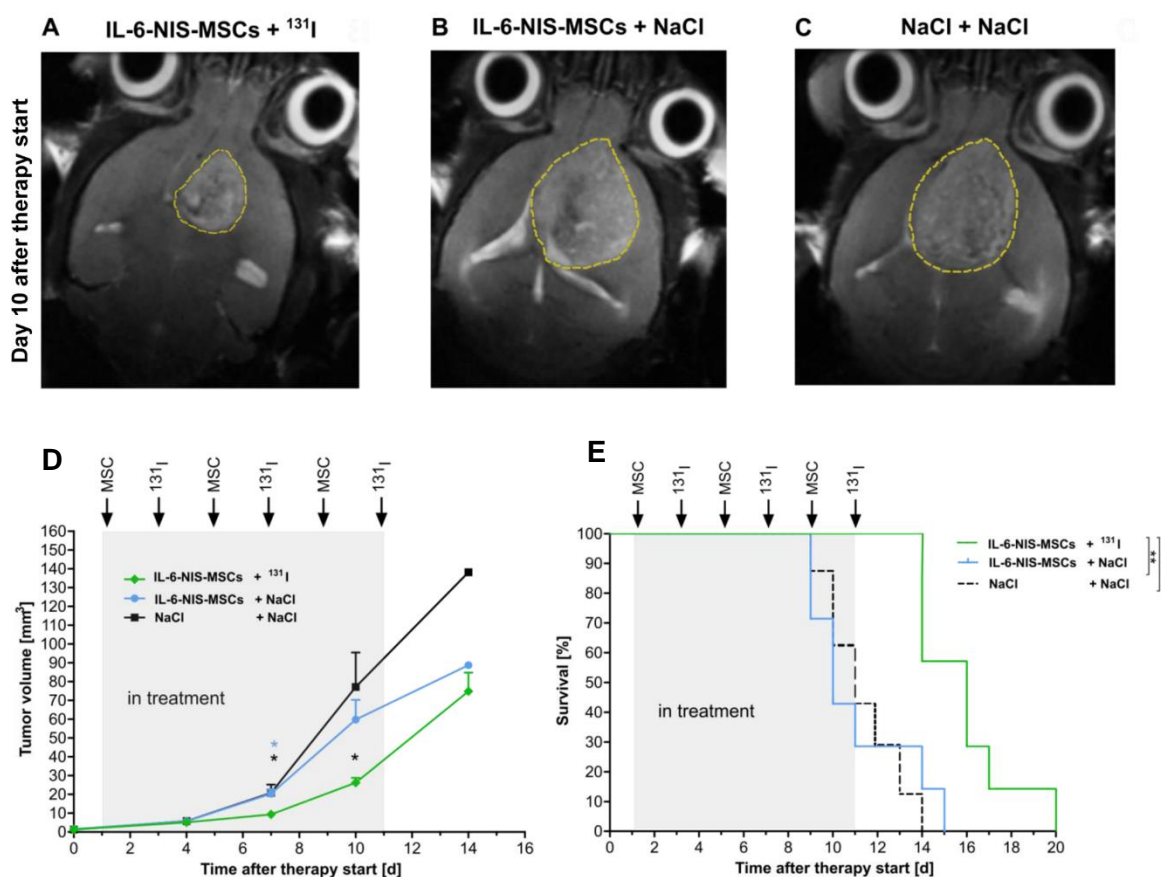 A
IL-6-NIS-MSCs + ¹³¹I
B
IL-6-NIS-MSCs + NaCl
C
NaCl + NaCl
Day 10 after therapy start
D
MSC
¹³¹I
MSC
¹³¹I
MSC
¹³¹I
Tumor volume [mm³]
160
150
140
130
120
110
100
90
80
70
60
50
40
30
20
10
0
IL-6-NIS-MSCs + ¹³¹I
IL-6-NIS-MSCs + NaCl
NaCl + NaCl
in treatment
*
*
*
0 2 4 6 8 10 12 14 16
Time after therapy start [d]
E
MSC
¹³¹I
MSC
¹³¹I
MSC
¹³¹I
Survival [%]
100
90
80
70
60
50
40
30
20
10
0
in treatment
IL-6-NIS-MSCs + ¹³¹I
IL-6-NIS-MSCs + NaCl
NaCl + NaCl
**
0 2 4 6 8 10 12 14 16 18 20
Time after therapy start [d]